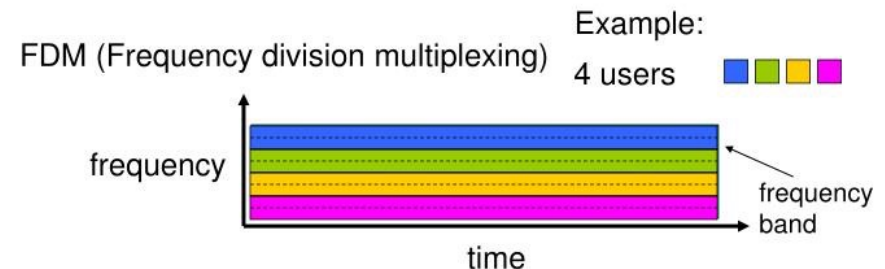 Example:
FDM (Frequency division multiplexing)
4 users
frequency
frequency
band
time